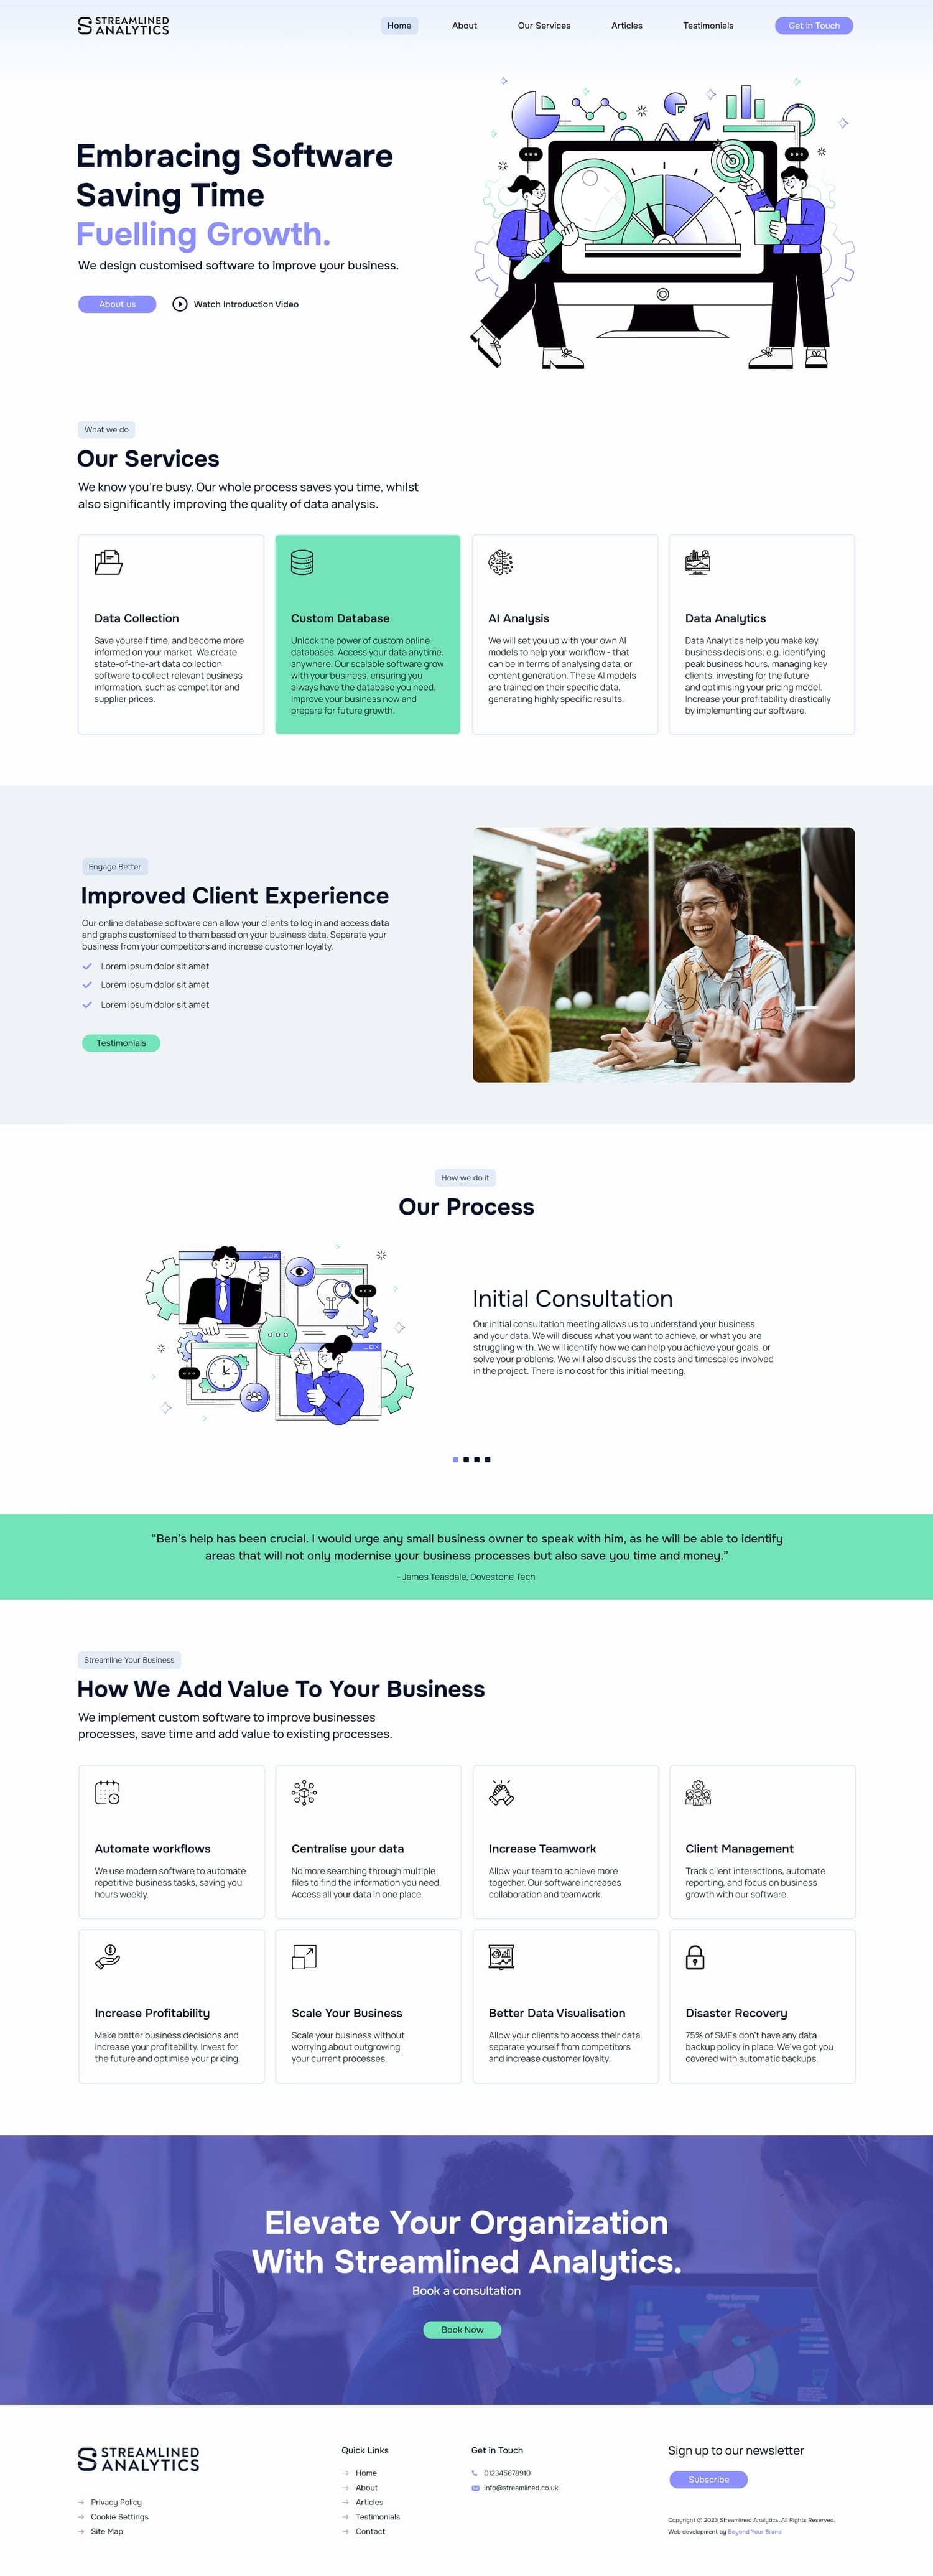 STREAMLINED
ANALYTICS
Home
About
Our Services
Articles
Testimonials
Get in Touch
Embracing Software
Saving Time
Fuelling Growth.
We design customised software to improve your business.
About us
Watch Introduction Video
What we do
Our Services
We know you're busy. Our whole process saves you time, whilst
also significantly improving the quality of data analysis.
Data Collection
Save yourself time, and become more
informed on your market. We create
state-of-the-art data collection
software to collect relevant business
information, such as competitor and
supplier prices.
Custom Database
Unlock the power of custom online
databases. Access your data anytime,
anywhere. Our scalable software grow
with your business, ensuring you
always have the database you need.
Improve your business now and
prepare for future growth.
AI Analysis
We will set you up with your own AI
models to help your workflow - that
can be in terms of analysing data, or
content generation. These AI models
are trained on their specific data,
generating highly specific results.
Data Analytics
Data Analytics help you make key
business decisions; e.g. identifying
peak business hours, managing key
clients, investing for the future
and optimising your pricing model.
Increase your profitability drastically
by implementing our software.
Engage Better
Improved Client Experience
Our online database software can allow your clients to log in and access data
and graphs customised to them based on your business data. Separate your
business from your competitors and increase customer loyalty.
Lorem ipsum dolor sit amet
Lorem ipsum dolor sit amet
Lorem ipsum dolor sit amet
Testimonials
How we do it
Our Process
Initial Consultation
Our initial consultation meeting allows us to understand your business
and your data. We will discuss what you want to achieve, or what you are
struggling with. We will identify how we can help you achieve your goals, or
solve your problems. We will also discuss the costs and timescales involved
in the project. There is no cost for this initial meeting.
"Ben's help has been crucial. I would urge any small business owner to speak with him, as he will be able to identify
areas that will not only modernise your business processes but also save you time and money."
- James Teasdale, Dovestone Tech
Streamline Your Business
How We Add Value To Your Business
We implement custom software to improve businesses
processes, save time and add value to existing processes.
Automate workflows
We use modern software to automate
repetitive business tasks, saving you
hours weekly.
Centralise your data
No more searching through multiple
files to find the information you need.
Access all your data in one place.
Increase Teamwork
Allow your team to achieve more
together. Our software increases
collaboration and teamwork.
Client Management
Track client interactions, automate
reporting, and focus on business
growth with our software.
Increase Profitability
Make better business decisions and
increase your profitability. Invest for
the future and optimise your pricing.
Scale Your Business
Scale your business without
worrying about outgrowing
your current processes.
Better Data Visualisation
Allow your clients to access their data,
separate yourself from competitors
and increase customer loyalty.
Disaster Recovery
75% of SMEs don't have any data
backup policy in place. We've got you
covered with automatic backups.
Elevate Your Organization
With Streamlined Analytics.
Book a consultation
Book Now
STREAMLINED
ANALYTICS
Privacy Policy
Cookie Settings
Site Map
Quick Links
Home
About
Articles
Testimonials
Contact
Get in Touch
012345678910
info@streamlined.co.uk
Sign up to our newsletter
Subscribe
Copyright © 2023 Streamlined Analytics. All Rights Reserved.
Web development by Beyond Your Brand